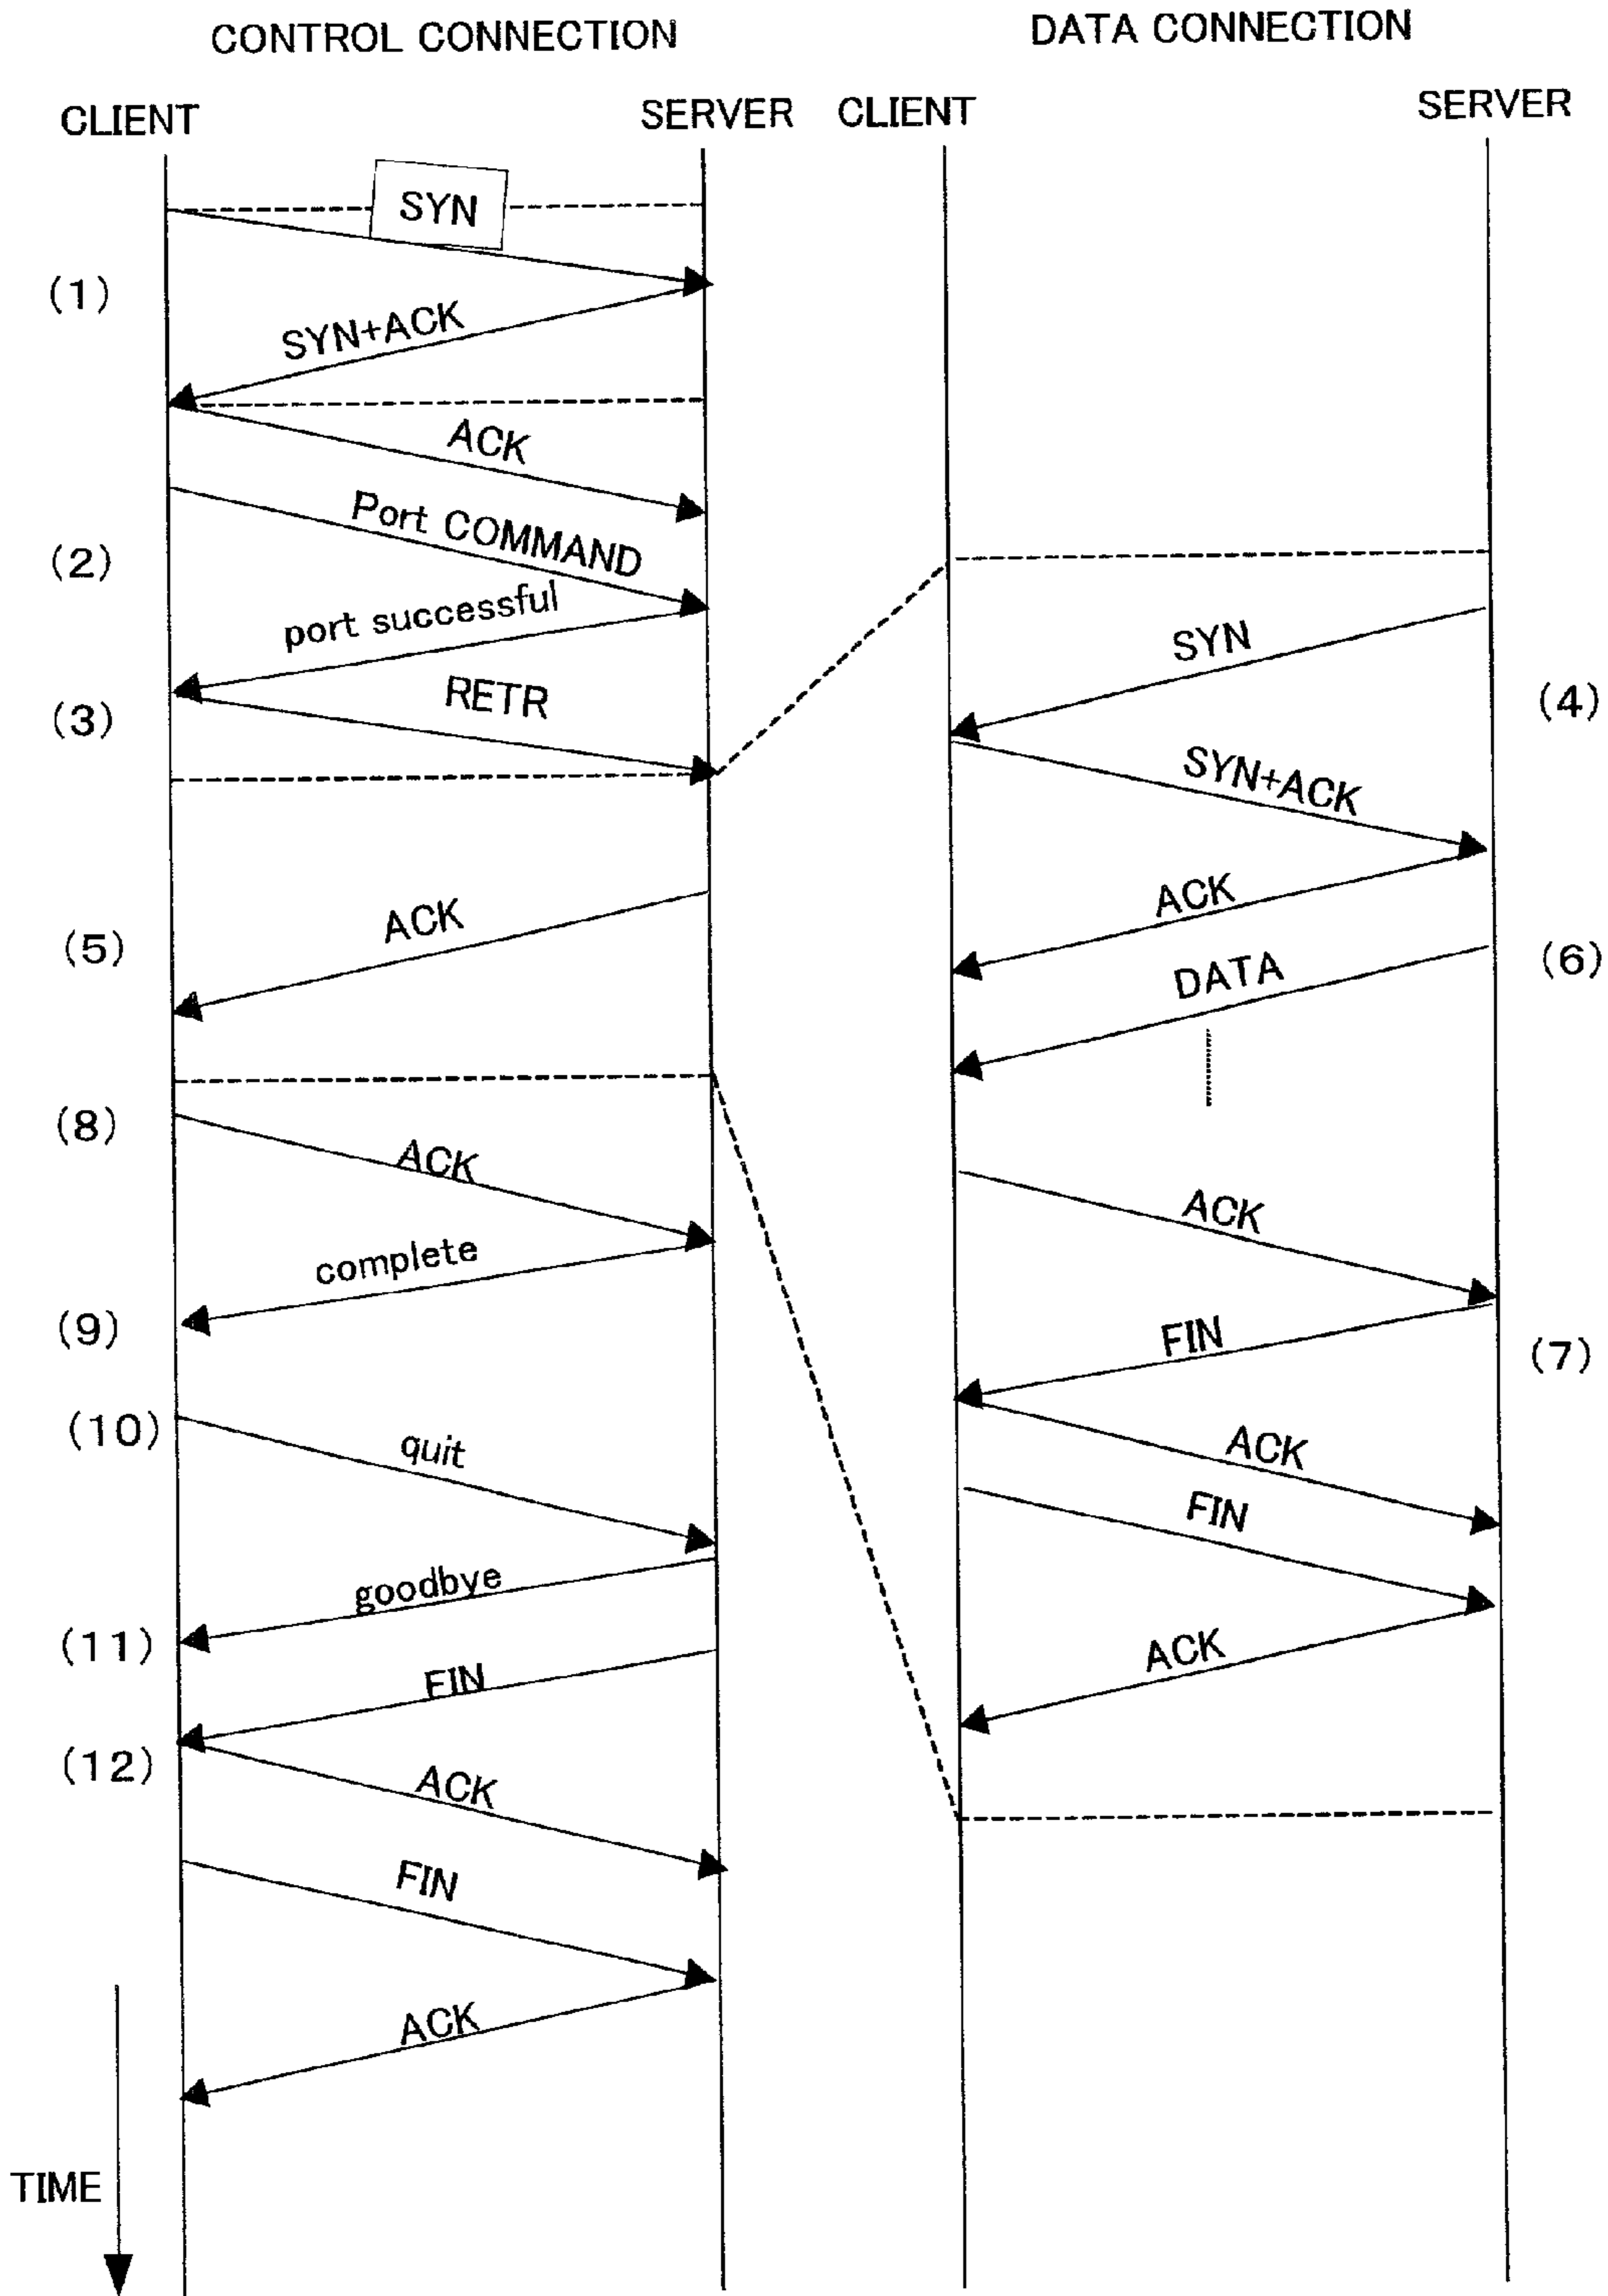 CONTROL CONNECTION
DATA CONNECTION
CLIENT
SERVER
CLIENT
SERVER
SYN
(1)
SYN+ACK
ACK
Port COMMAND
(2)
port successful
SYN
RETR
(3)
(4)
SYN+ACK
ACK
ACK
(5)
(6)
DATA
(8)
ACK
ACK
complete
(9)
FIN
(7)
(10)
quit
ACK
FIN
goodbye
(11)
ACK
FIN
(12)
ACK
FIN
ACK
TIME